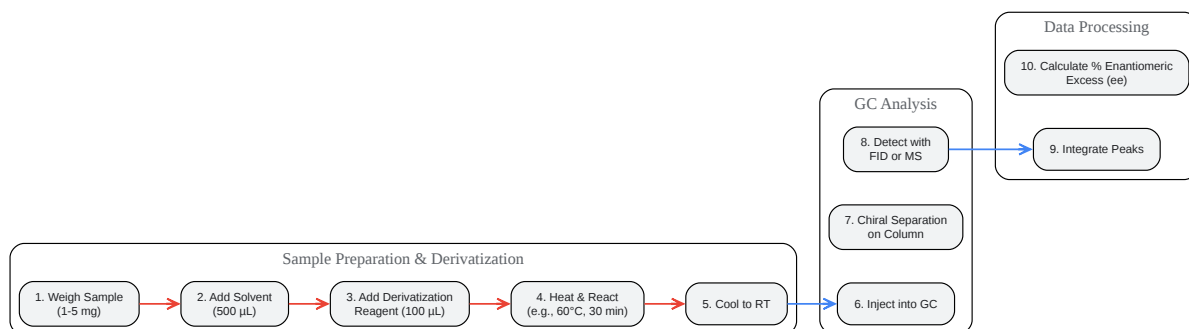 Sample Preparation & Derivatization
1. Weigh Sample
(1-5 mg)
2. Add Solvent
(500 µL)
3. Add Derivatization
Reagent (100 µL)
4. Heat & React
(e.g., 60°C, 30 min)
5. Cool to RT
GC Analysis
6. Inject into GC
7. Chiral Separation
on Column
8. Detect with
FID or MS
Data Processing
9. Integrate Peaks
10. Calculate % Enantiomeric
Excess (ee)